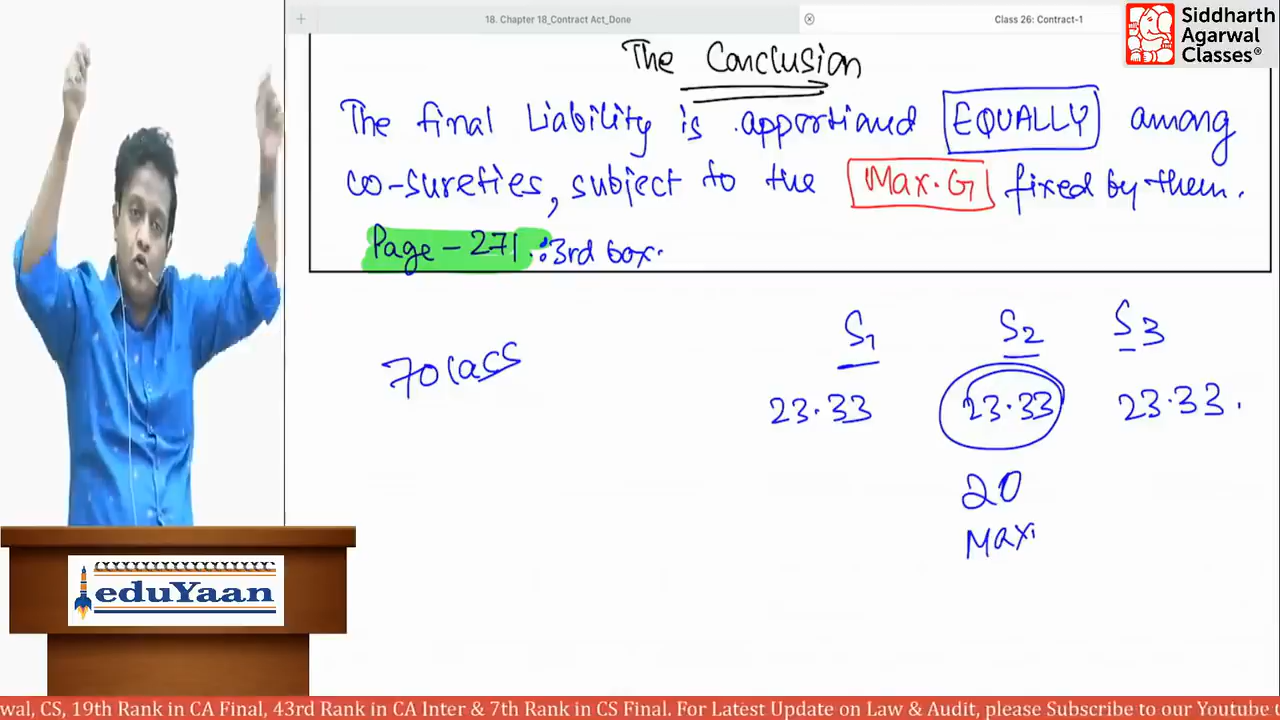 18. Chapter 18_Contract Act_Done
Class 26: Contract-1
Siddharth
Agarwal
Classes®
The Conclusion
The final Liability is apportioned EQUALLY among
co-sureties, subject to the Max.G fixed by them.
Page - 271 : 3rd box.
S1 S2 S3
70 lacs
23.33 23.33 23.33.
20
Max.
eduYaan
wal, CS, 19th Rank in CA Final, 43rd Rank in CA Inter & 7th Rank in CS Final. For Latest Update on Law & Audit, please Subscribe to our Youtube